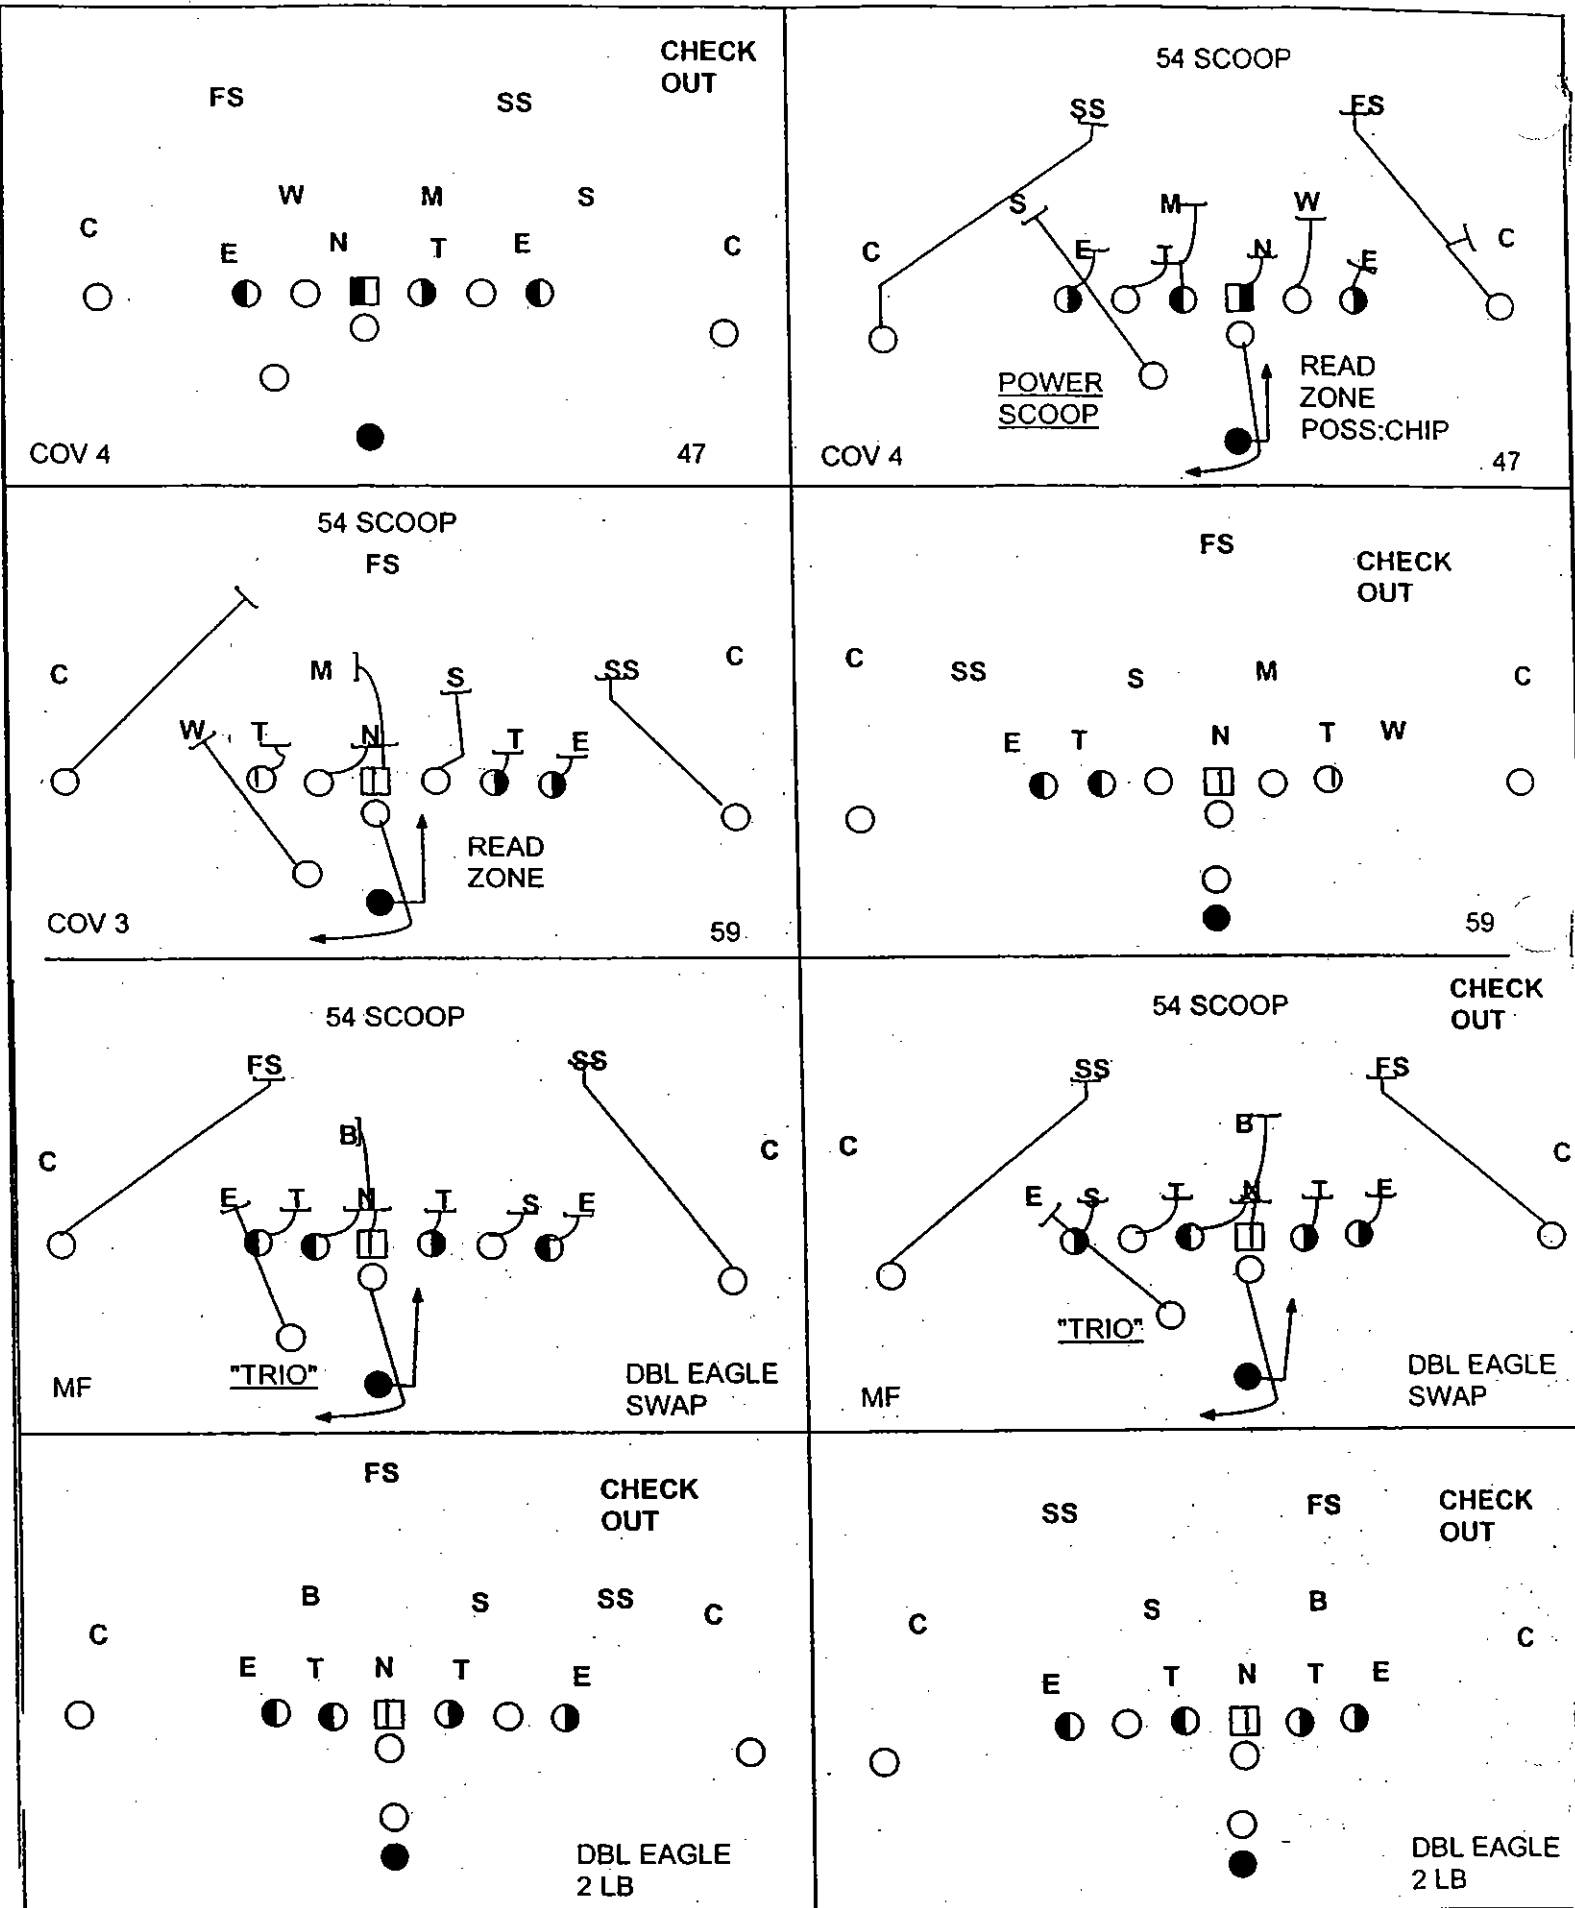 CHECK
OUT
FS SS
W M S
C E N T E C
COV 4 47
54 SCOOP
SS FS
S M W
C E T N E C
POWER
SCOOP
READ
ZONE
POSS:CHIP
COV 4 47
54 SCOOP
FS
C M S SS C
W T N T E
READ
ZONE
COV 3 59
FS
CHECK
OUT
C SS S M C
E T N T W
59
54 SCOOP
FS SS
C B C
E T N T S E
"TRIO"
MF
DBL EAGLE
SWAP
54 SCOOP
CHECK
OUT
SS FS
C B C
E S T N T E
"TRIO"
MF
DBL EAGLE
SWAP
FS
CHECK
OUT
B S SS C
C
E T N T E
DBL EAGLE
2 LB
SS FS
CHECK
OUT
S B
C C
E T N T E
DBL EAGLE
2 LB